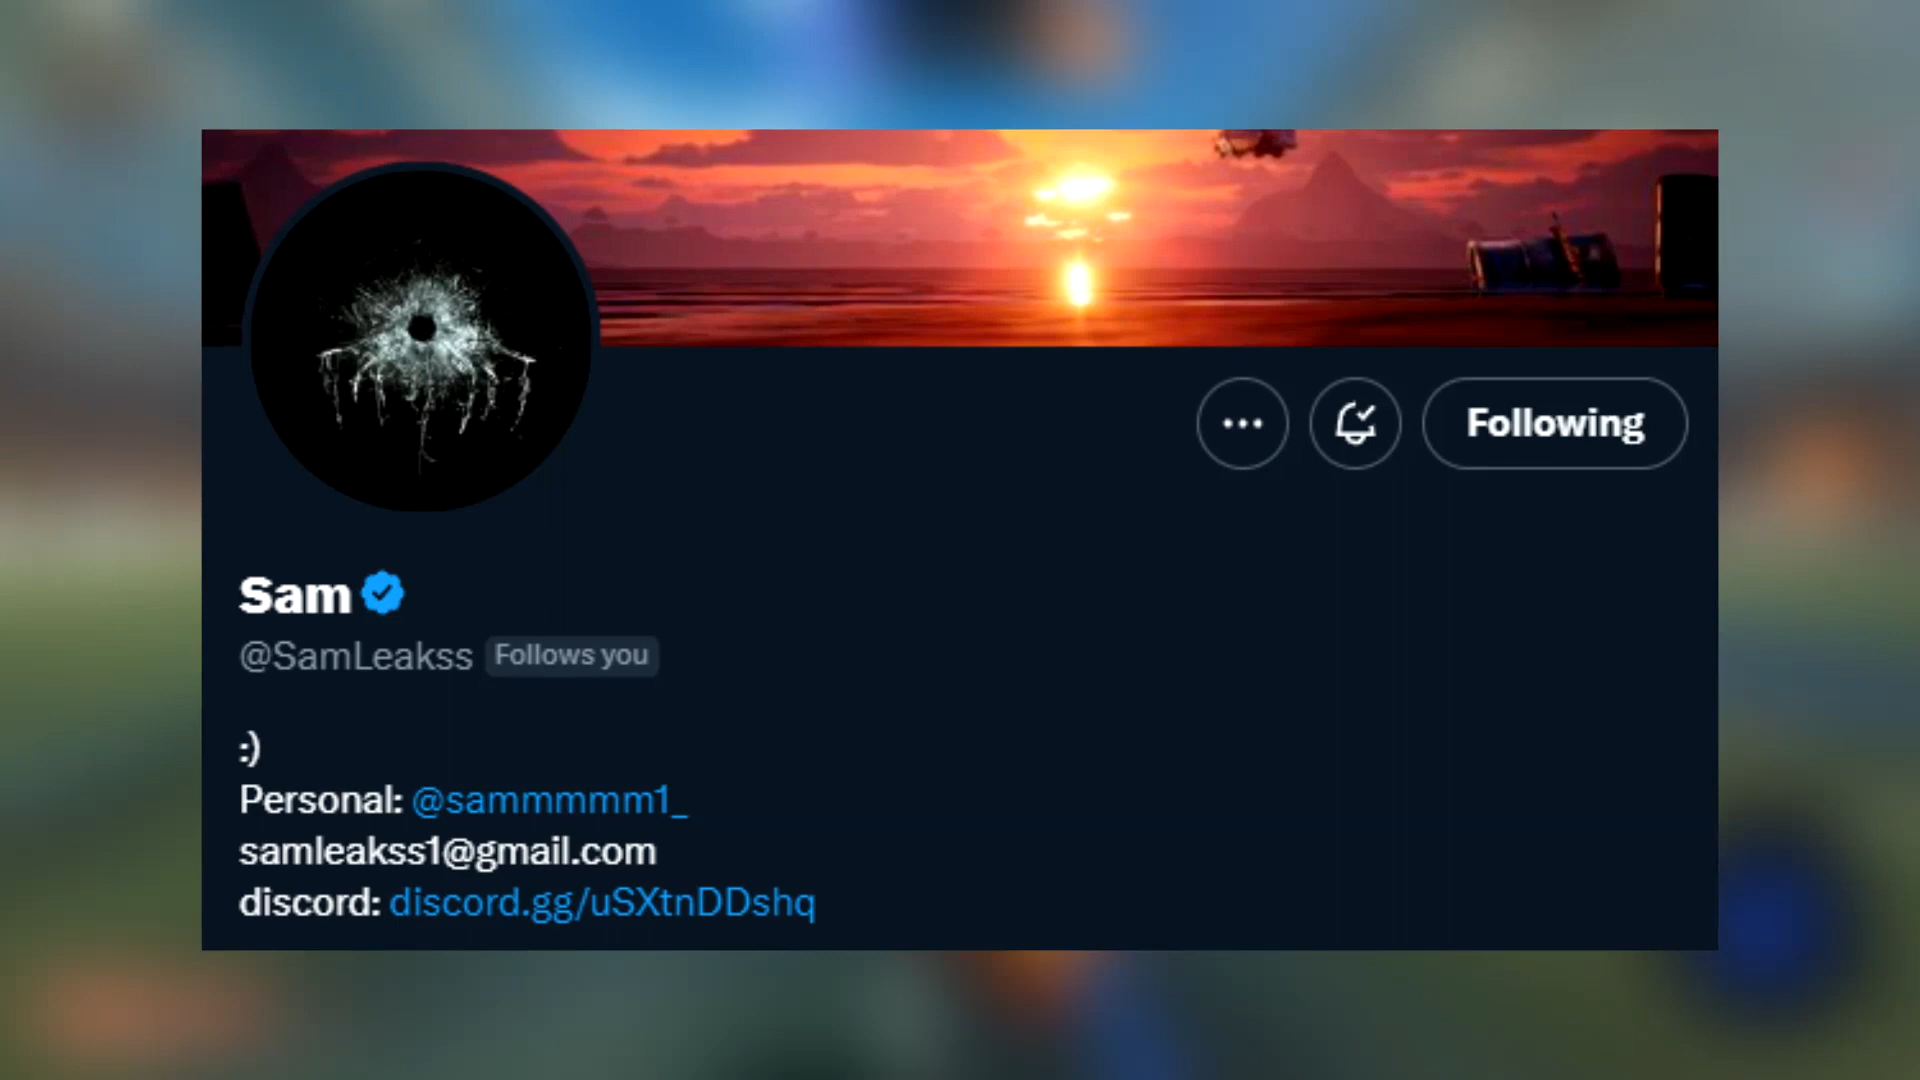 Following
Sam
@SamLeakss Follows you
:)
Personal: @sammmmm1_
samleakss1@gmail.com
discord: discord.gg/uSXtnDDshq